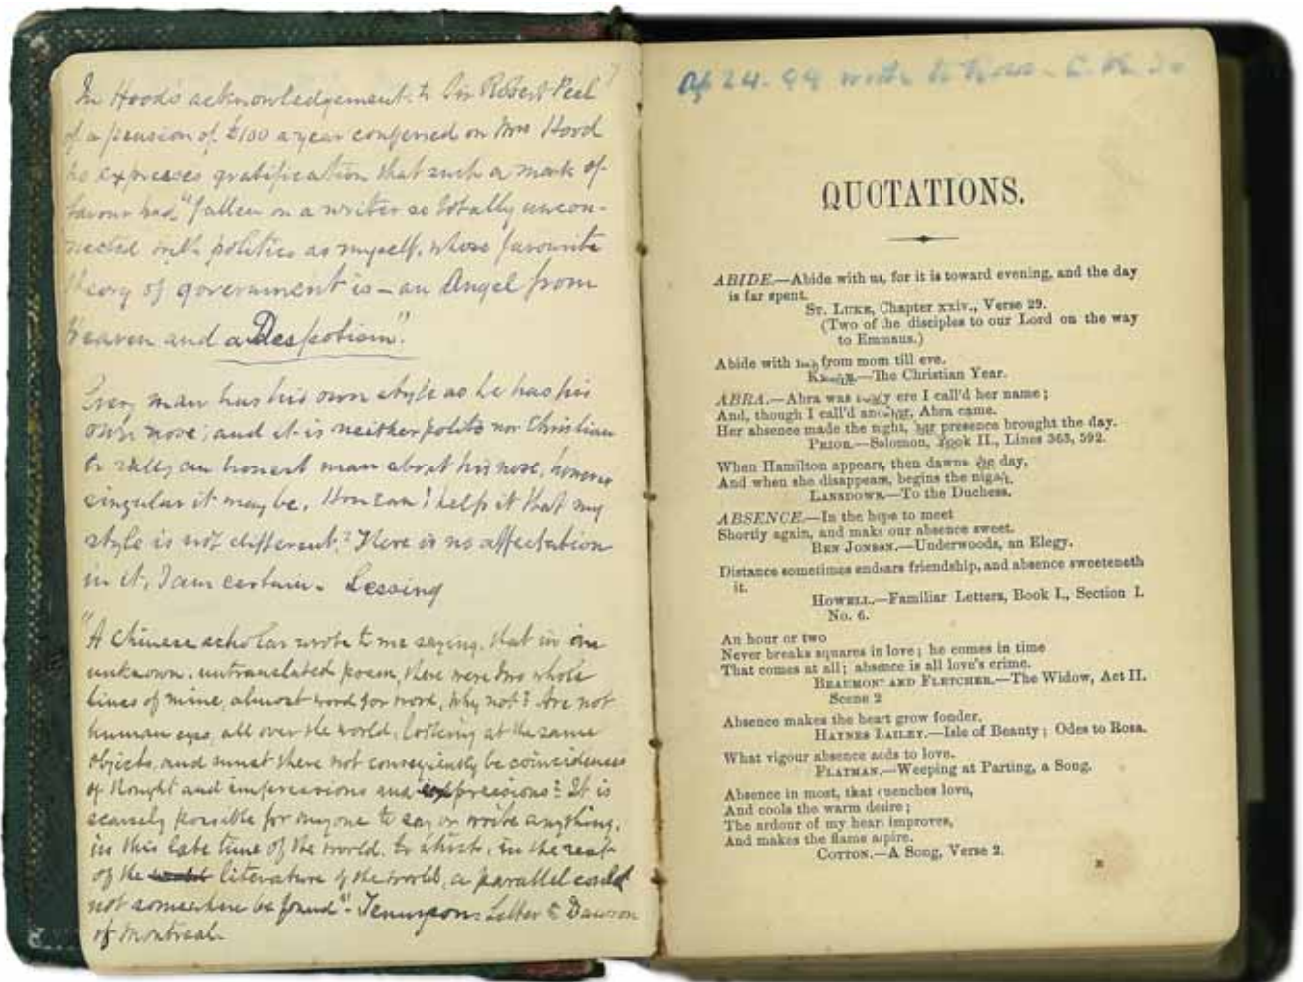 In Hood's acknowledgement to Sir Robert Peel
of a pension of £100 a year conferred on Mrs Hood
he expresses gratification that such a mark of
favour had "fallen on a writer so totally uncon-
nected with politics as myself, whose favourite
theory of government is – an Angel from
heaven and a Despotism".
Every man has his own style as he has his
own nose; and it is neither polite nor Christian
to rally an honest man about his nose, however
singular it may be. How can I help it that my
style is not different? There is no affectation
in it, I am certain. Lessing
"A Chinese scholar wrote to me saying, that in an
unknown, untranslated poem, there were two whole
lines of mine, almost word for word, why not? Are not
human eyes, all over the world, looking at the same
objects, and must there not consequently be coincidences
of thought and impressions and expressions? It is
scarcely possible for anyone to say or write anything,
in this late time of the world, to which, in the rest
of the literature of the world, a parallel could
not somewhere be found" - Tennysons Letter to Dawson
of Montreal.
Ap 24. 99 wrote to
QUOTATIONS.
ABIDE.—Abide with us, for it is toward evening, and the day
is far spent.
ST. LUKE, Chapter xxiv., Verse 29.
(Two of the disciples to our Lord on the way
to Emmaus.)
Abide with from morn till eve.
The Christian Year.
ABRA.—Abra was ere I call'd her name;
And, though I call'd another, Abra came.
Her absence made the night, her presence brought the day.
PRIOR.—Solomon, Book II., Lines 363, 592.
When Hamilton appears, then dawns the day,
And when she disappears, begins the night.
LANSDOWN.—To the Duchess.
ABSENCE.—In the hope to meet
Shortly again, and make our absence sweet.
BEN JONSON.—Underwoods, an Elegy.
Distance sometimes endears friendship, and absence sweeteneth
it.
HOWELL.—Familiar Letters, Book I., Section I.
No. 6.
An hour or two
Never breaks squares in love; he comes in time
That comes at all; absence is all love's crime.
BEAUMONT AND FLETCHER.—The Widow, Act II.
Scene 2
Absence makes the heart grow fonder.
HAYNES BAILEY.—Isle of Beauty; Odes to Rosa.
What vigour absence adds to love.
FLATMAN.—Weeping at Parting, a Song.
Absence in most, that quenches love,
And cools the warm desire;
The ardour of my heart improves,
And makes the flame aspire.
COTTON.—A Song, Verse 2.